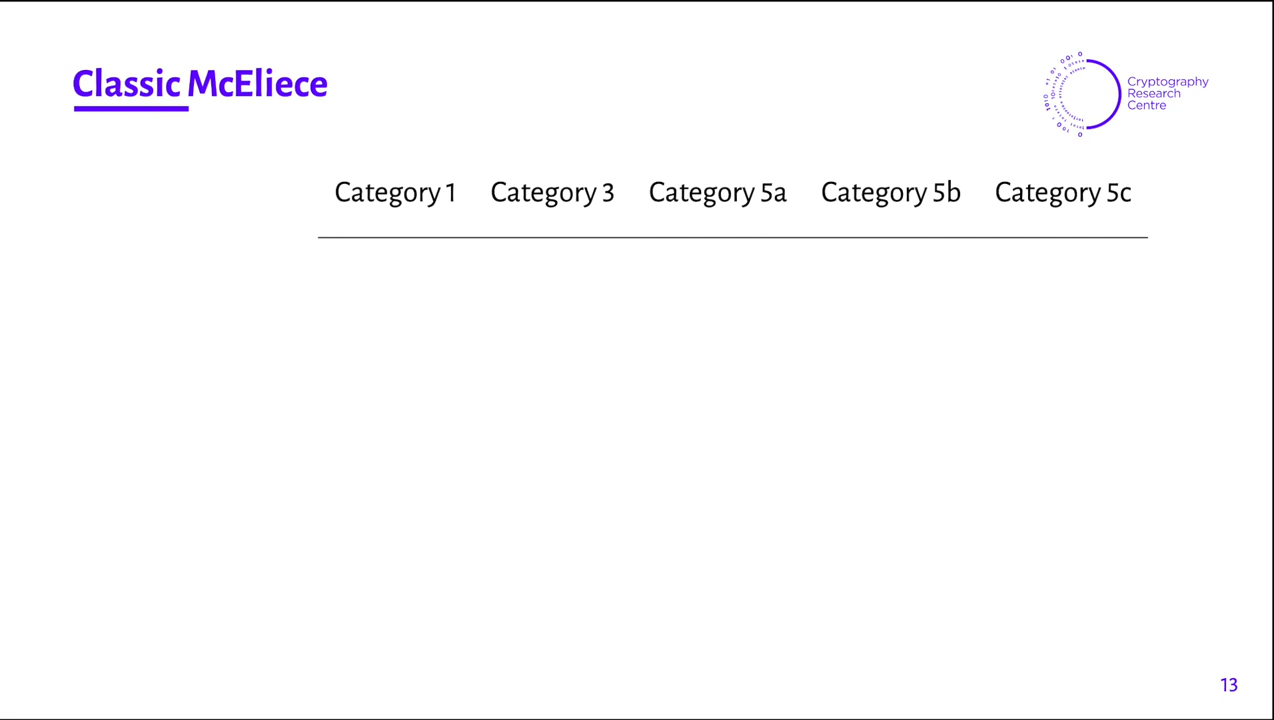 Classic McEliece
Cryptography
Research
Centre
Category 1 Category 3 Category 5a Category 5b Category 5c
13